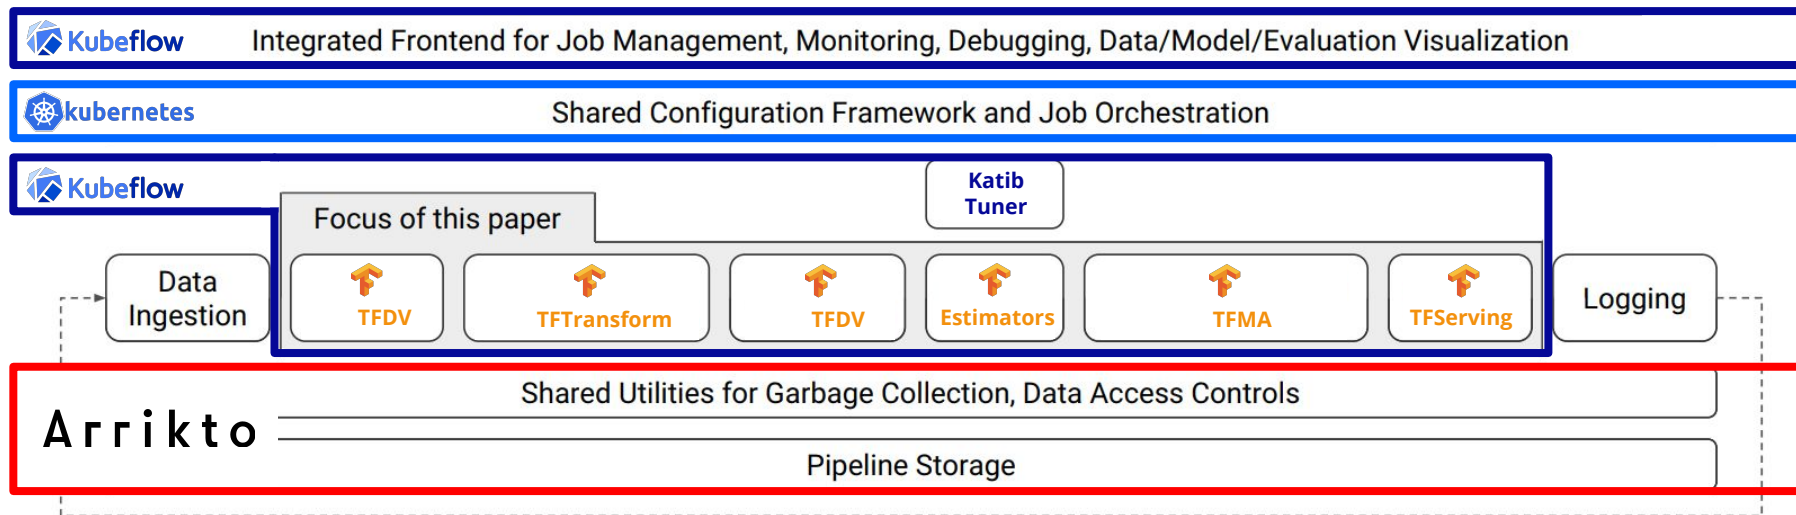 Kubeflow Integrated Frontend for Job Management, Monitoring, Debugging, Data/Model/Evaluation Visualization
kubernetes Shared Configuration Framework and Job Orchestration
Kubeflow
Katib
Tuner
Focus of this paper
Data
Ingestion
TFDV
TFTransform
TFDV
Estimators
TFMA
TFServing
Logging
Shared Utilities for Garbage Collection, Data Access Controls
Arrikto
Pipeline Storage